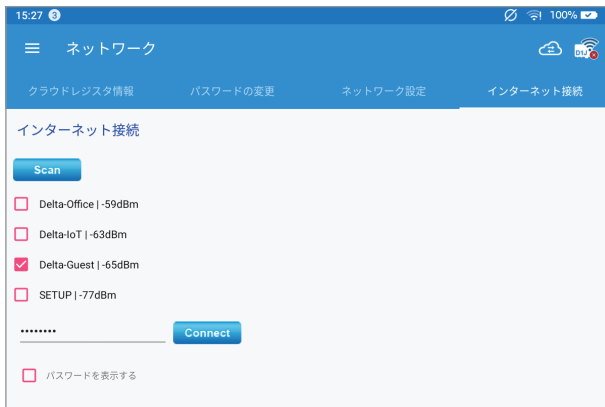 15:27 3 100%
ネットワーク D1J
クラウドレジスタ情報 パスワードの変更 ネットワーク設定 インターネット接続
インターネット接続
Scan
Delta-Office | -59dBm
Delta-IoT | -63dBm
Delta-Guest | -65dBm
SETUP | -77dBm
•••••••• Connect
パスワードを表示する